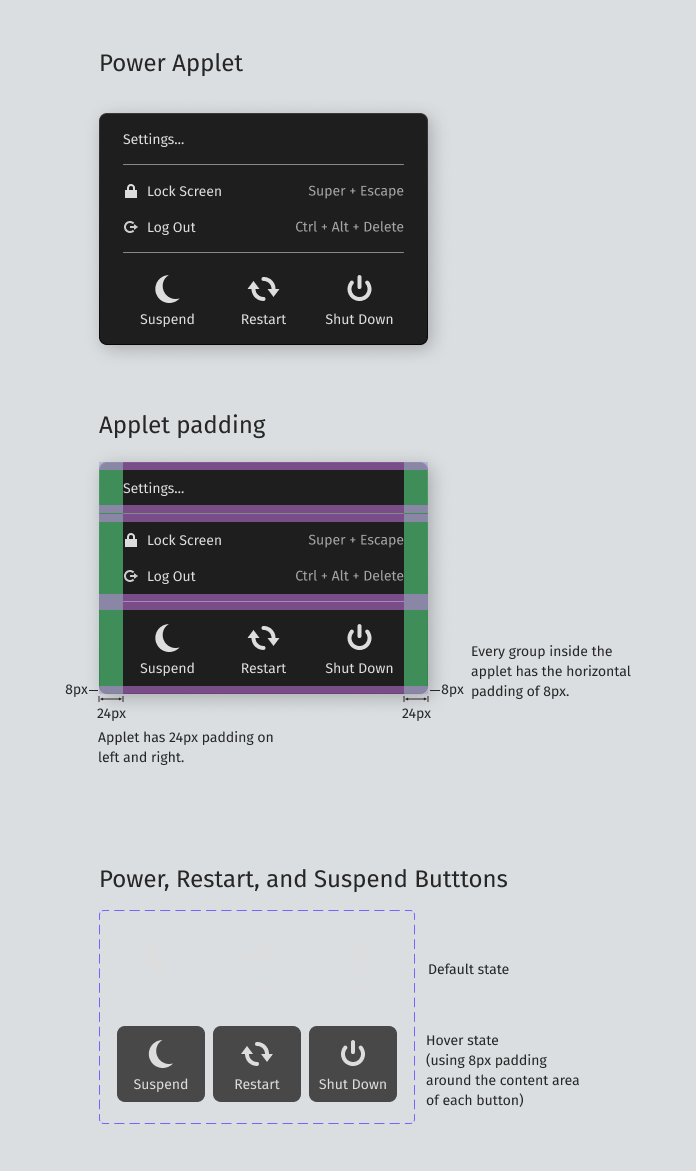 Power Applet
Settings...
Lock Screen Super + Escape
Log Out Ctrl + Alt + Delete
Suspend Restart Shut Down
Applet padding
Settings...
Lock Screen Super + Escape
Log Out Ctrl + Alt + Delete
Suspend Restart Shut Down
8px
8px
24px
24px
Every group inside the
applet has the horizontal
padding of 8px.
Applet has 24px padding on
left and right.
Power, Restart, and Suspend Butttons
Default state
Suspend Restart Shut Down
Hover state
(using 8px padding
around the content area
of each button)